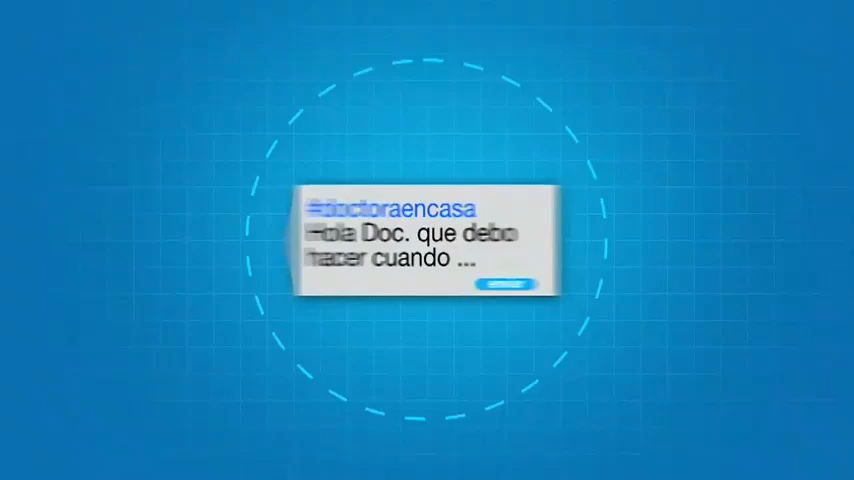 #doctoraencasa
Hola Doc. que debo
hacer cuando ...